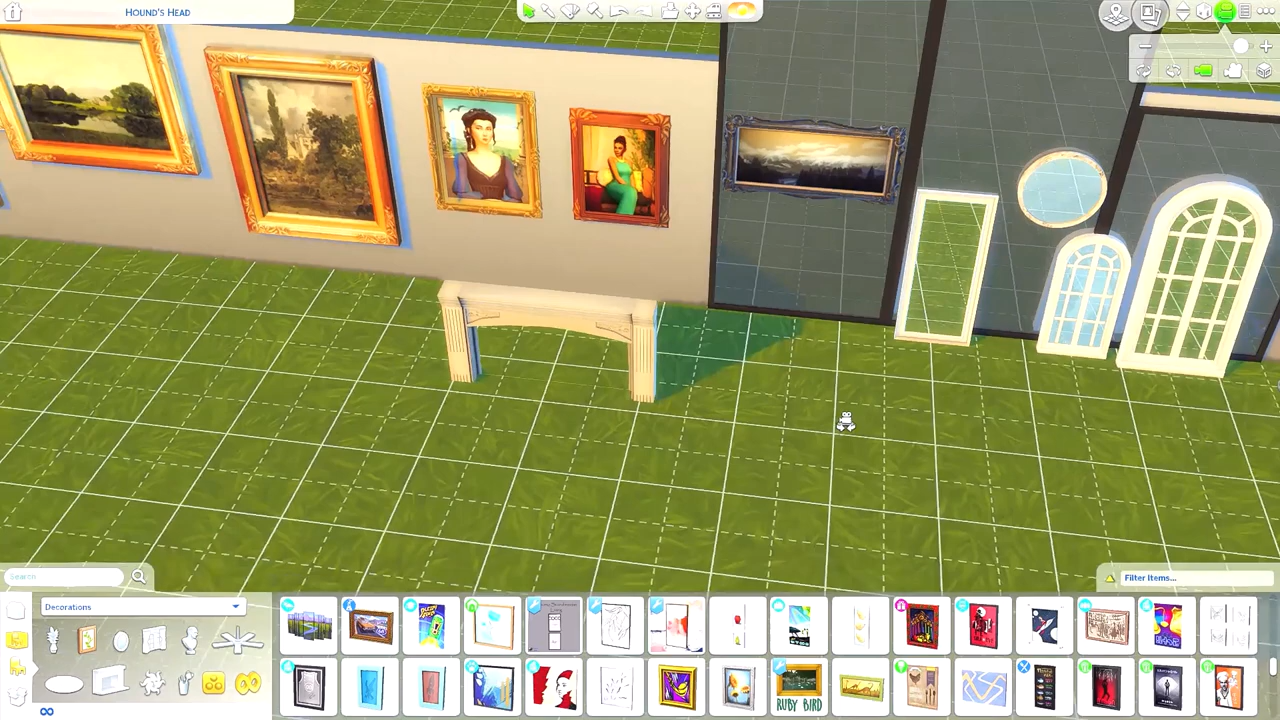 HOUND'S HEAD
Search
Filter Items...
Decorations
RUBY BIRD